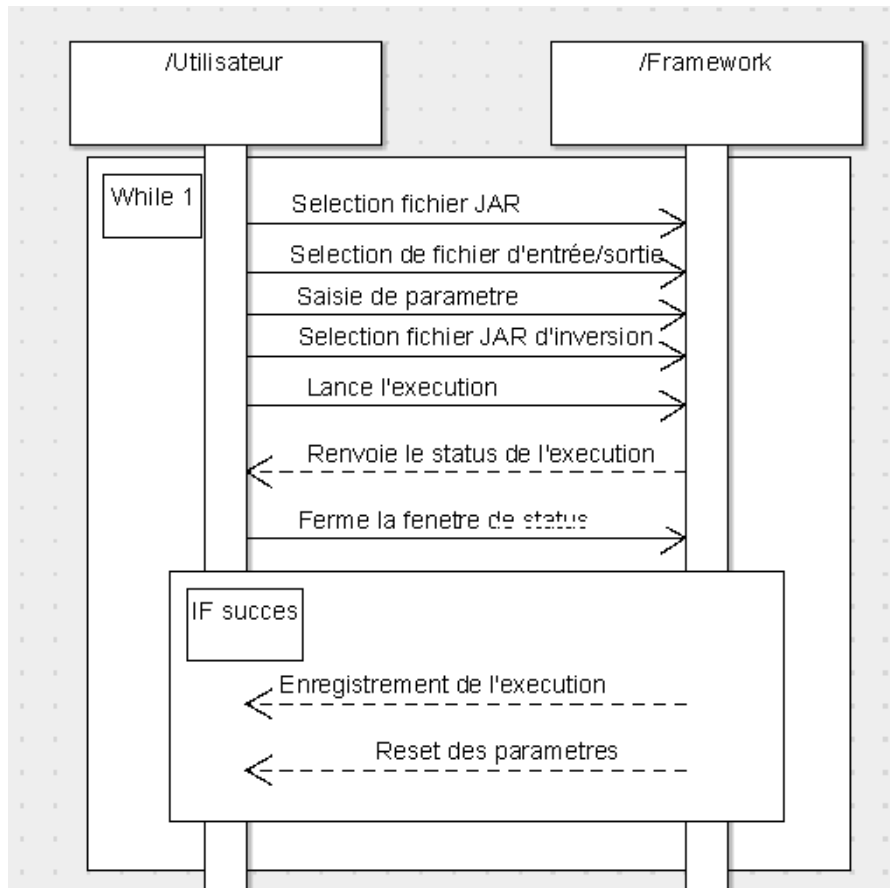 /Utilisateur
/Framework
While 1
Selection fichier JAR
Selection de fichier d'entrée/sortie
Saisie de parametre
Selection fichier JAR d'inversion
Lance l'execution
Renvoie le status de l'execution
Ferme la fenetre de status
IF succes
Enregistrement de l'execution
Reset des parametres